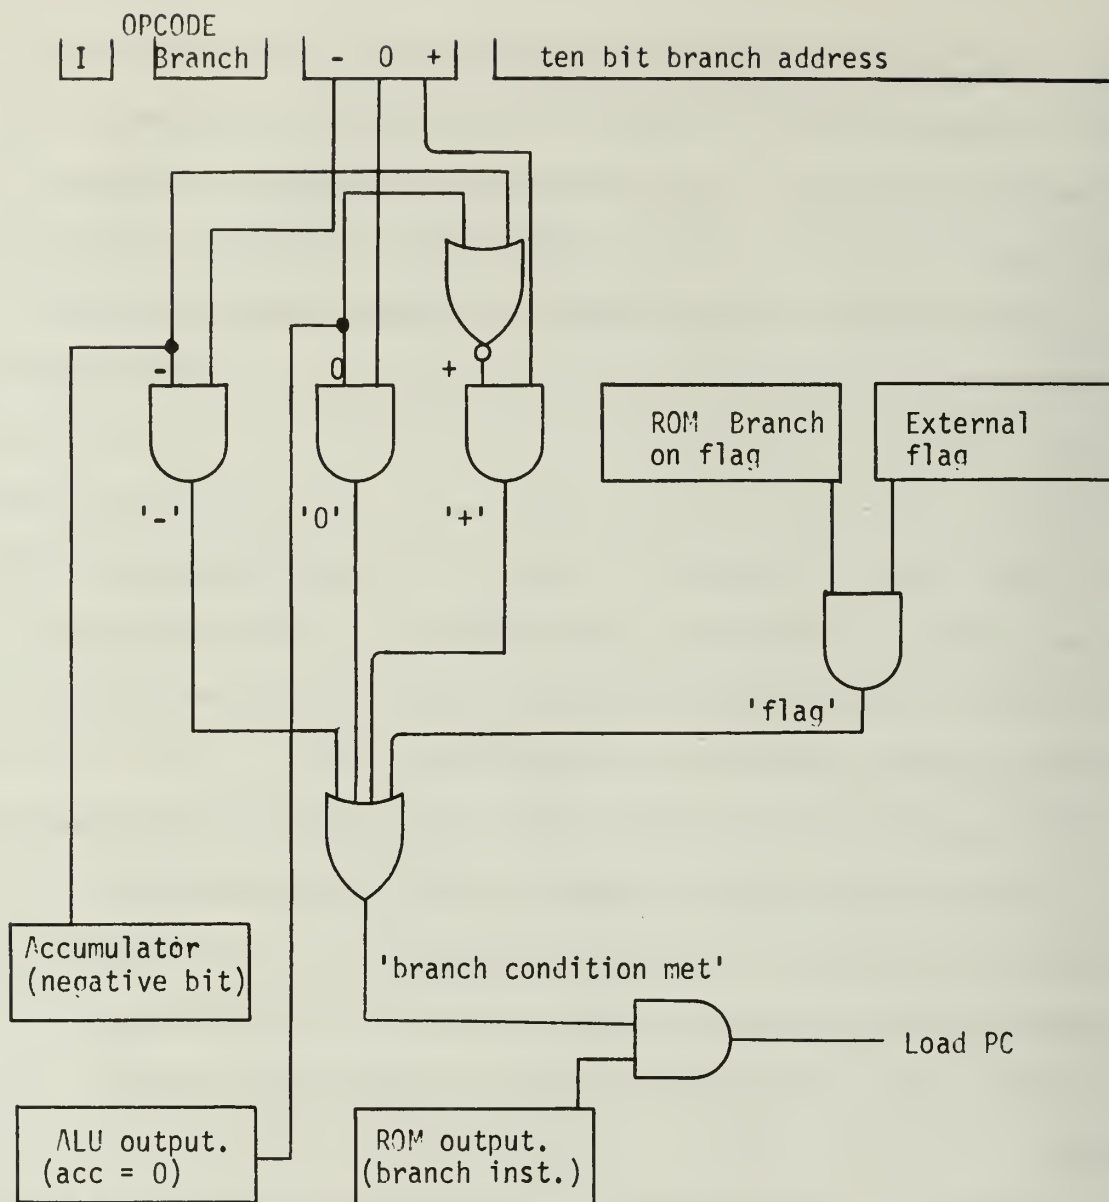 OPCODE
I Branch - 0 + ten bit branch address
- 0 +
ROM Branch
on flag
External
flag
'-' '0' '+'
'flag'
Accumulator
(negative bit)
'branch condition met'
Load PC
ALU output.
(acc = 0)
ROM output.
(branch inst.)